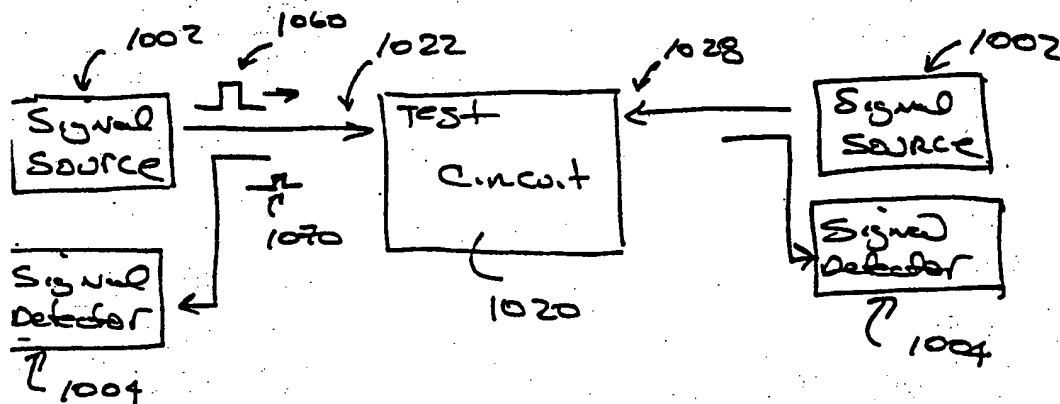 1002
1060
1022
1028
1002
Signal
Source
Test
Circuit
Signal
Source
1070
Signal
Detector
1020
Signal
Detector
1004
1004